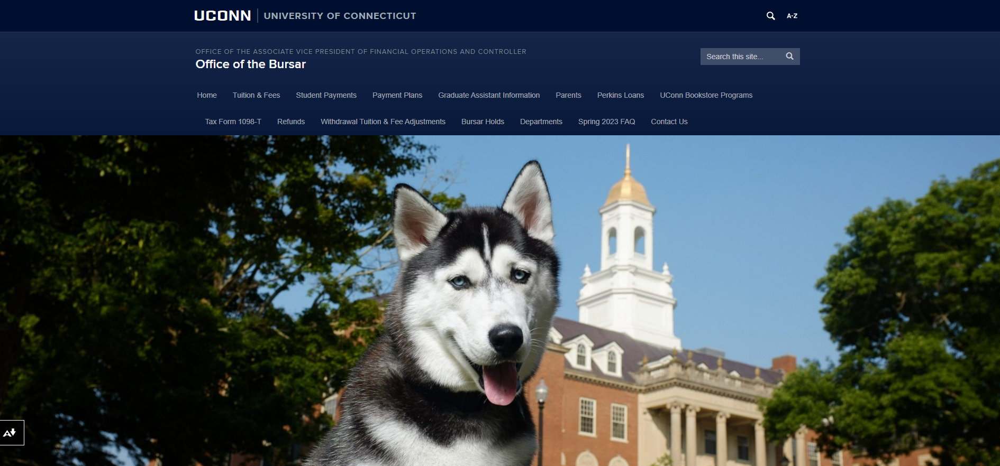 UCONN UNIVERSITY OF CONNECTICUT
A-Z
OFFICE OF THE ASSOCIATE VICE PRESIDENT OF FINANCIAL OPERATIONS AND CONTROLLER
Office of the Bursar
Search this site...
Home Tuition & Fees Student Payments Payment Plans Graduate Assistant Information Parents Perkins Loans UConn Bookstore Programs
Tax Form 1098-T Refunds Withdrawal Tuition & Fee Adjustments Bursar Holds Departments Spring 2023 FAQ Contact Us
A